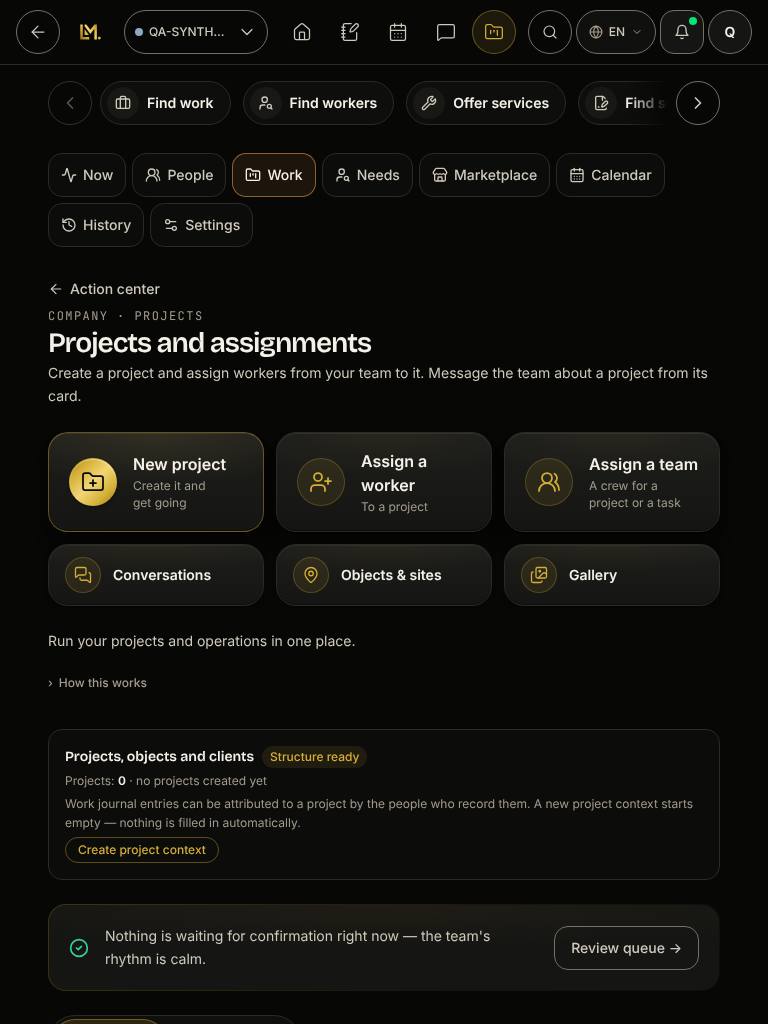 LM.
QA-SYNTH...
EN
Q
Find work
Find workers
Offer services
Find s
Now
People
Work
Needs
Marketplace
Calendar
History
Settings
← Action center
COMPANY · PROJECTS
Projects and assignments
Create a project and assign workers from your team to it. Message the team about a project from its
card.
New project
Create it and
get going
Assign a
worker
To a project
Assign a team
A crew for a
project or a task
Conversations
Objects & sites
Gallery
Run your projects and operations in one place.
› How this works
Projects, objects and clients
Structure ready
Projects: 0 · no projects created yet
Work journal entries can be attributed to a project by the people who record them. A new project context starts
empty — nothing is filled in automatically.
Create project context
Nothing is waiting for confirmation right now — the team's
rhythm is calm.
Review queue →